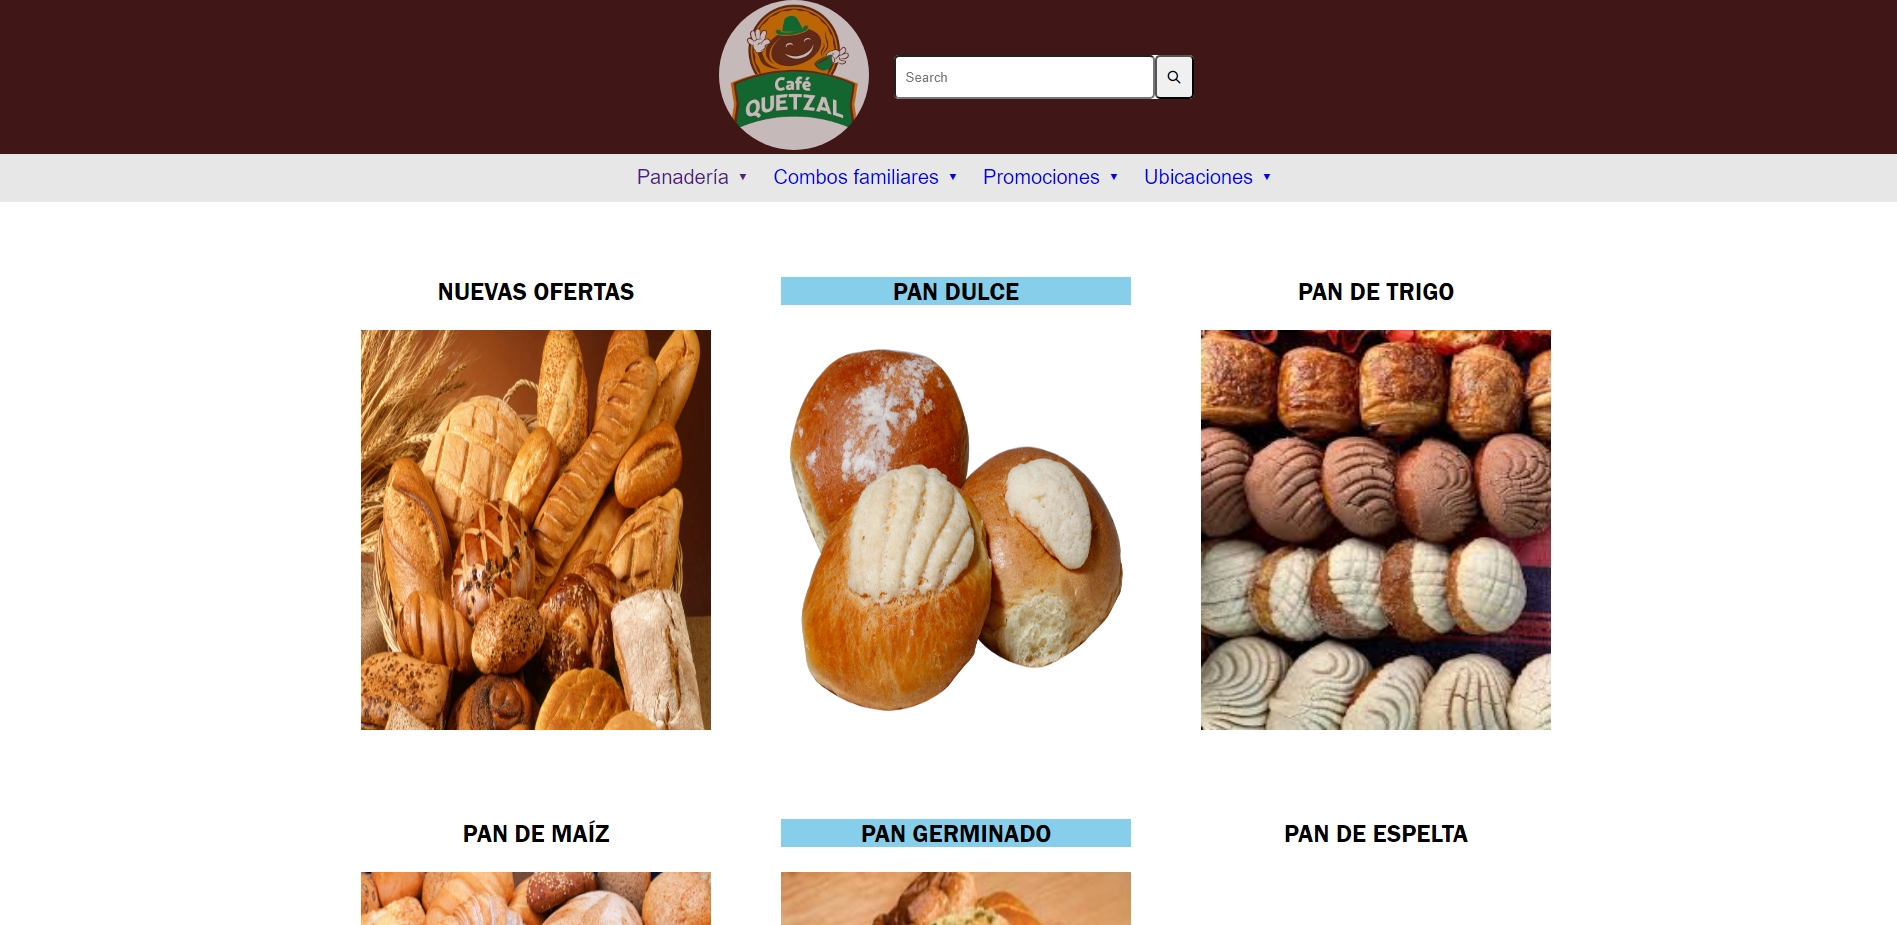 Café
QUETZAL
Search
Panadería ▼ Combos familiares ▼ Promociones ▼ Ubicaciones ▼
NUEVAS OFERTAS
PAN DULCE
PAN DE TRIGO
PAN DE MAÍZ
PAN GERMINADO
PAN DE ESPELTA